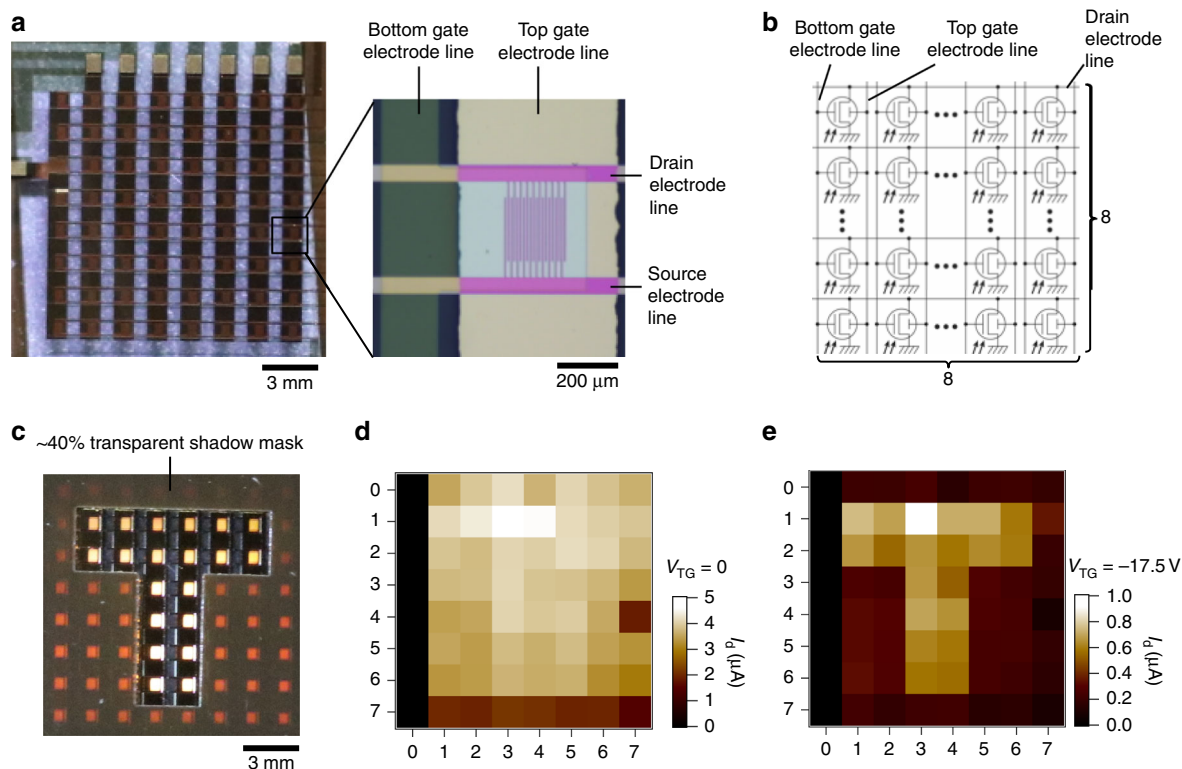 a
Bottom gate
electrode line
Top gate
electrode line
Drain
electrode
line
Source
electrode
line
3 mm
200 μm
b
Bottom gate
electrode line
Top gate
electrode line
Drain
electrode
line
8
8
c
~40% transparent shadow mask
3 mm
d
0
1
2
3
4
5
6
7
0 1 2 3 4 5 6 7
V_TG = 0
5
4
3
2
1
0
I_d (μA)
e
0
1
2
3
4
5
6
7
0 1 2 3 4 5 6 7
V_TG = −17.5 V
1.0
0.8
0.6
0.4
0.2
0.0
I_d (μA)